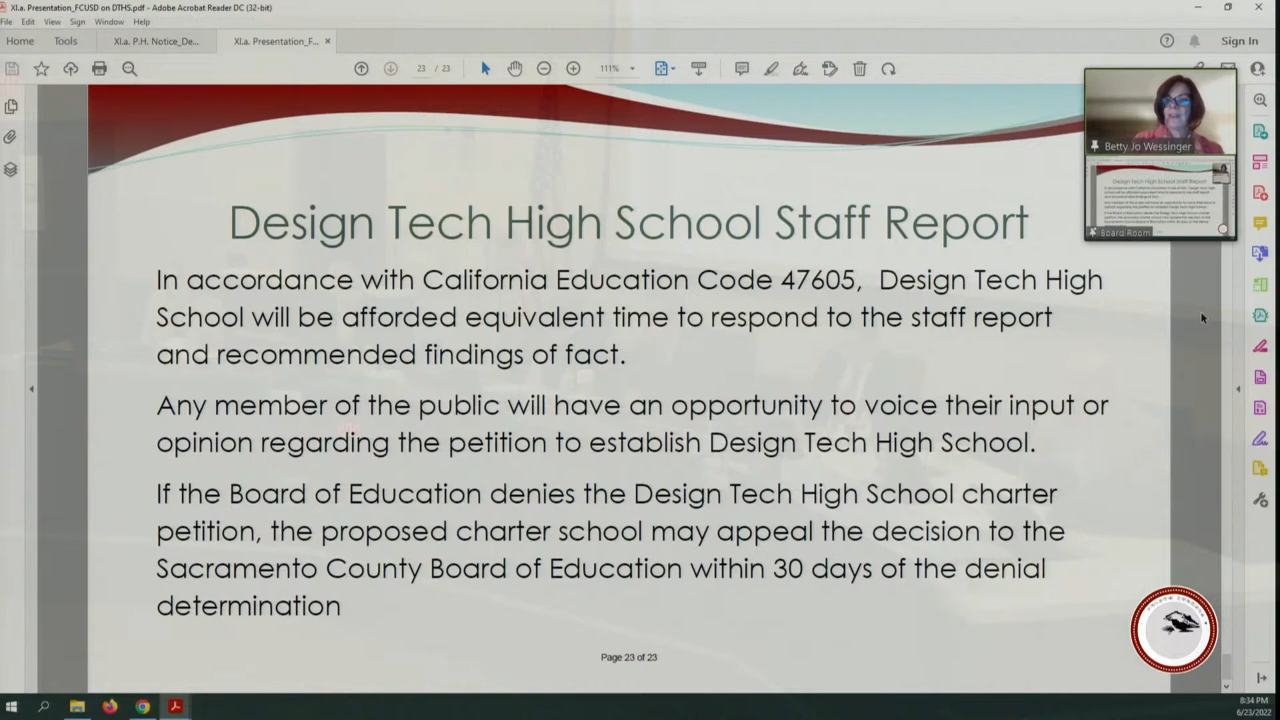 XI.a. Presentation_FCUSD on DTHS.pdf - Adobe Acrobat Reader DC (32-bit)
File Edit View Sign Window Help
Home Tools XI.a. P.H. Notice_De... XI.a. Presentation_F... × Sign In
23 / 23 111%
Betty Jo Wessinger
Design Tech High School Staff Report
Board Room
Design Tech High School Staff Report
In accordance with California Education Code 47605, Design Tech High
School will be afforded equivalent time to respond to the staff report
and recommended findings of fact.
Any member of the public will have an opportunity to voice their input or
opinion regarding the petition to establish Design Tech High School.
If the Board of Education denies the Design Tech High School charter
petition, the proposed charter school may appeal the decision to the
Sacramento County Board of Education within 30 days of the denial
determination
Page 23 of 23
8:34 PM
6/23/2022